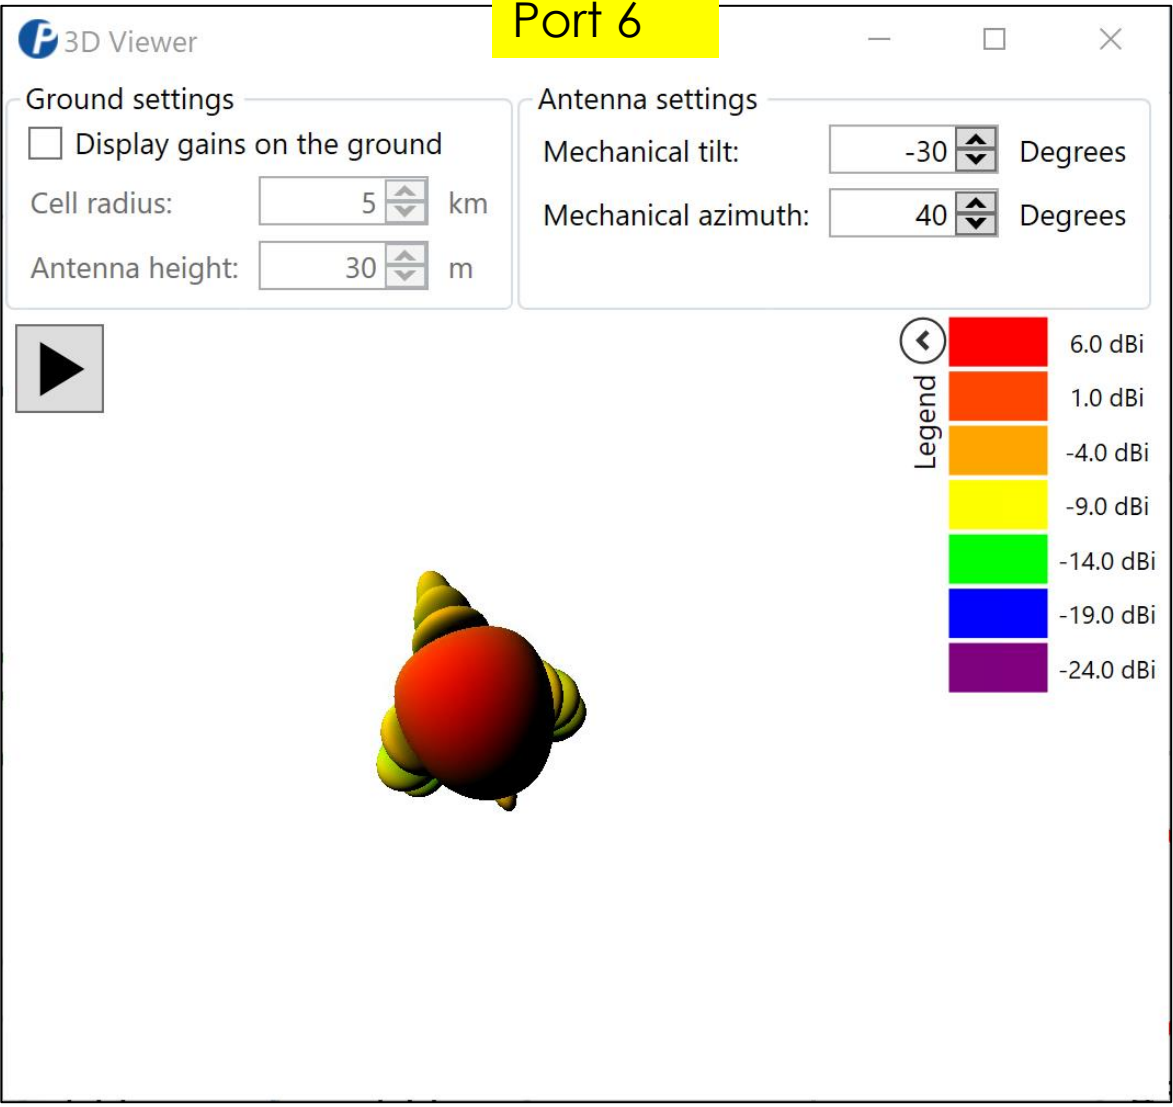 Port 6
3D Viewer
Ground settings
Display gains on the ground
Cell radius: 5 km
Antenna height: 30 m
Antenna settings
Mechanical tilt: -30 Degrees
Mechanical azimuth: 40 Degrees
Legend
6.0 dBi
1.0 dBi
-4.0 dBi
-9.0 dBi
-14.0 dBi
-19.0 dBi
-24.0 dBi